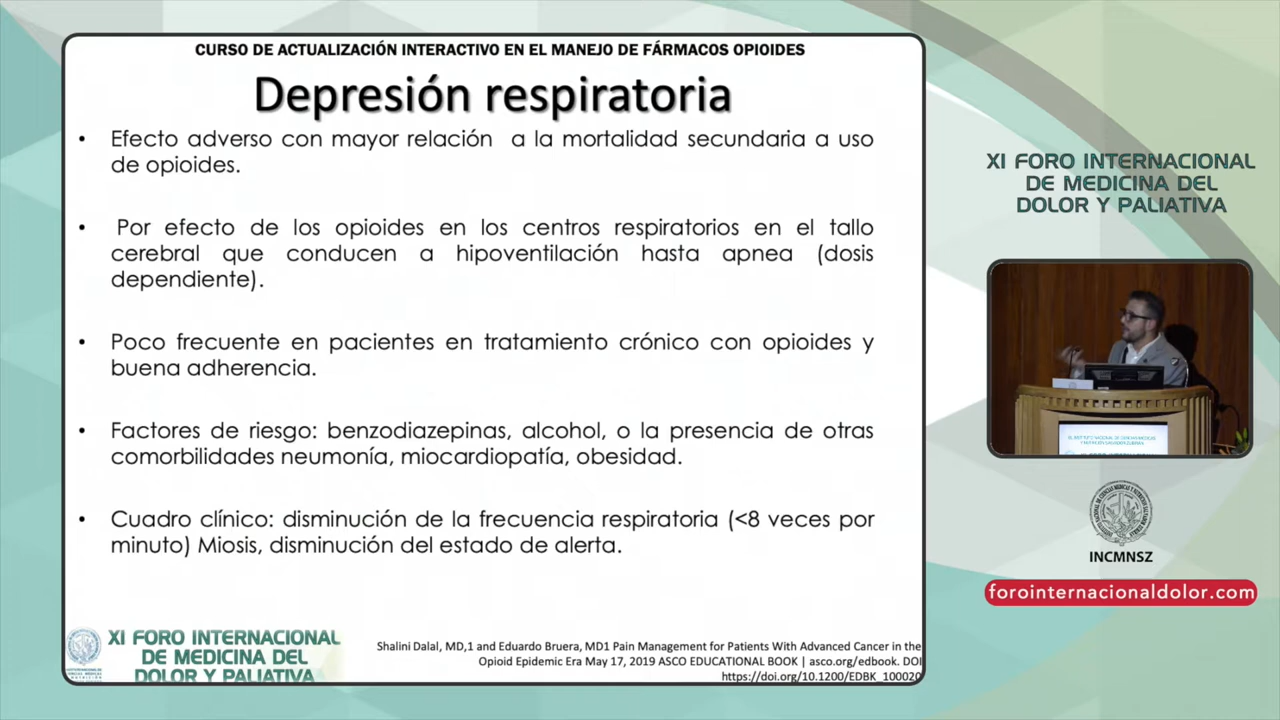 CURSO DE ACTUALIZACIÓN INTERACTIVO EN EL MANEJO DE FÁRMACOS OPIOIDES
Depresión respiratoria
• Efecto adverso con mayor relación a la mortalidad secundaria a uso
de opioides.
• Por efecto de los opioides en los centros respiratorios en el tallo
cerebral que conducen a hipoventilación hasta apnea (dosis
dependiente).
• Poco frecuente en pacientes en tratamiento crónico con opioides y
buena adherencia.
• Factores de riesgo: benzodiazepinas, alcohol, o la presencia de otras
comorbilidades neumonía, miocardiopatía, obesidad.
• Cuadro clínico: disminución de la frecuencia respiratoria (<8 veces por
minuto) Miosis, disminución del estado de alerta.
XI FORO INTERNACIONAL
DE MEDICINA DEL
DOLOR Y PALIATIVA
Shalini Dalal, MD,1 and Eduardo Bruera, MD1 Pain Management for Patients With Advanced Cancer in the
Opioid Epidemic Era May 17, 2019 ASCO EDUCATIONAL BOOK | asco.org/edbook. DOI
https://doi.org/10.1200/EDBK_100020
XI FORO INTERNACIONAL
DE MEDICINA DEL
DOLOR Y PALIATIVA
INCMNSZ
forointernacionaldolor.com